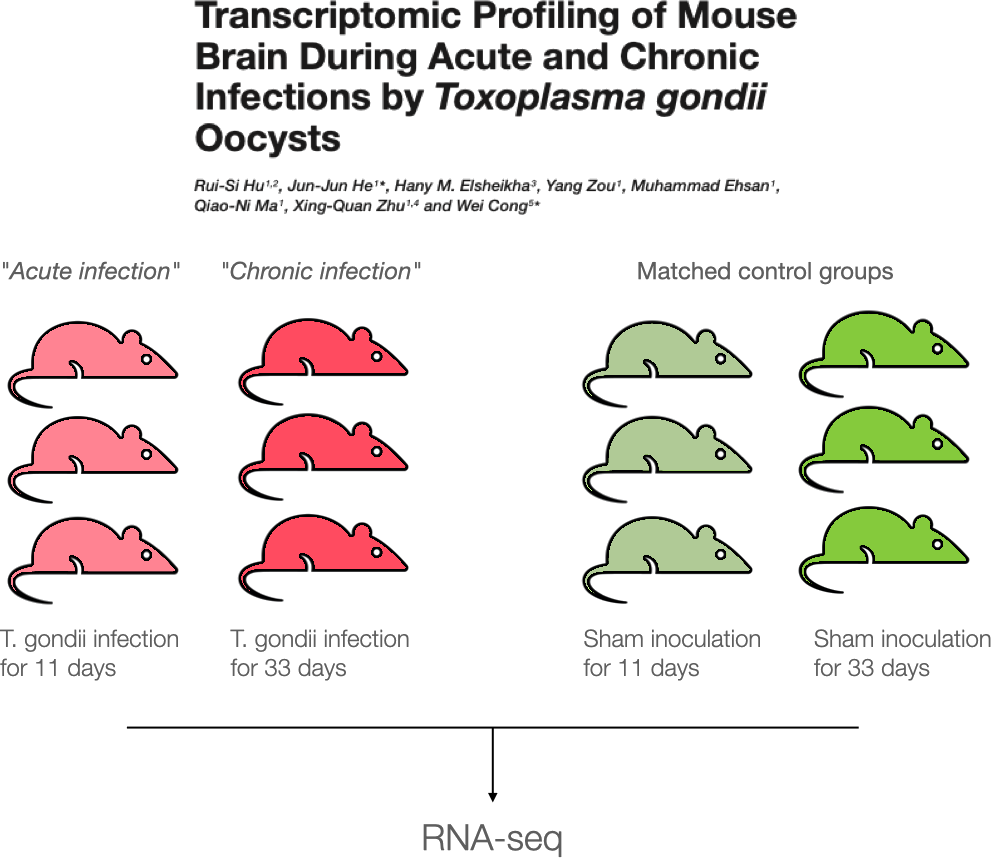 Transcriptomic Profiling of Mouse
Brain During Acute and Chronic
Infections by Toxoplasma gondii
Oocysts
Rui-Si Hu1,2, Jun-Jun He1*, Hany M. Elsheikha3, Yang Zou1, Muhammad Ehsan1,
Qiao-Ni Ma1, Xing-Quan Zhu1,4 and Wei Cong5*
"Acute infection" "Chronic infection" Matched control groups
T. gondii infection
for 11 days
T. gondii infection
for 33 days
Sham inoculation
for 11 days
Sham inoculation
for 33 days
RNA-seq